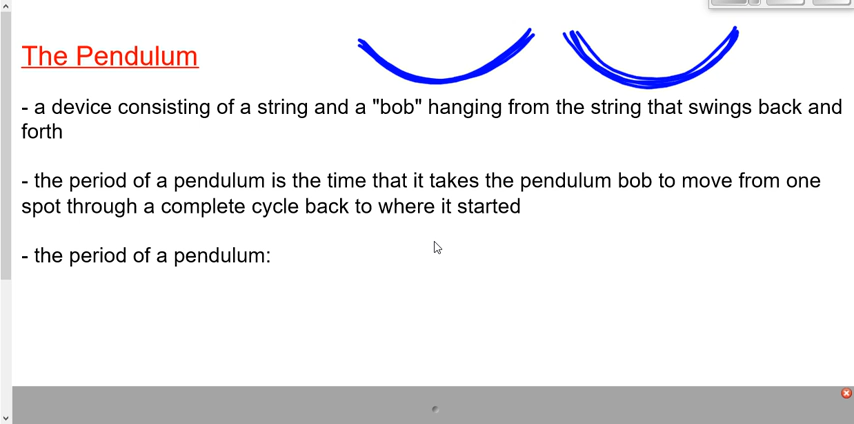 The Pendulum
- a device consisting of a string and a "bob" hanging from the string that swings back and
forth
- the period of a pendulum is the time that it takes the pendulum bob to move from one
spot through a complete cycle back to where it started
- the period of a pendulum: